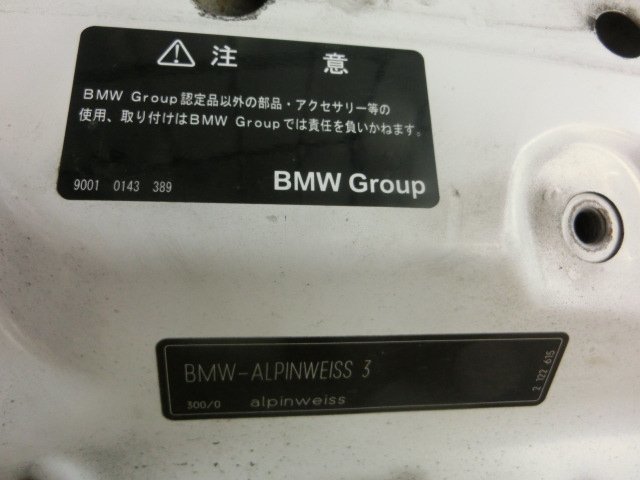 ⚠ 注 意
BMW Group認定品以外の部品・アクセサリー等の
使用、取り付けはBMW Groupでは責任を負いかねます。
9001 0143 389
BMW Group
BMW-ALPINWEISS 3
300/0 alpinweiss
2 122 615